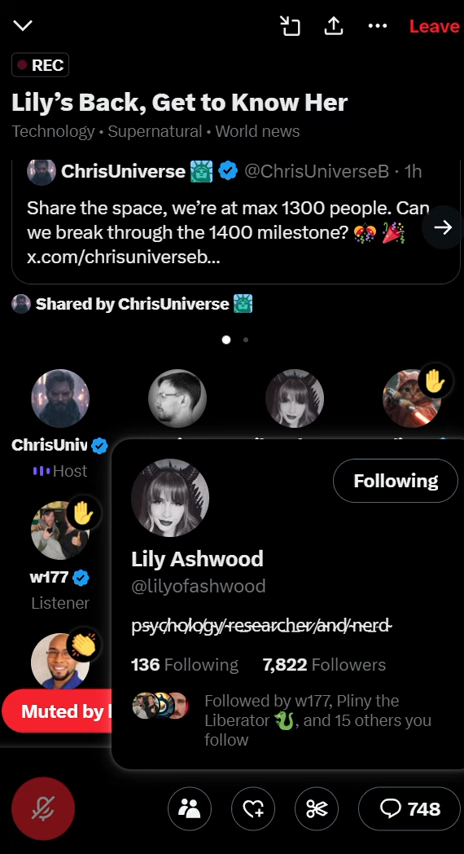 Leave
REC
Lily’s Back, Get to Know Her
Technology • Supernatural • World news
ChrisUniverse @ChrisUniverseB · 1h
Share the space, we’re at max 1300 people. Can
we break through the 1400 milestone? 🎊 🎉
x.com/chrisuniverseb...
Shared by ChrisUniverse 🗽
ChrisUniv
Host
w177
Listener
Muted by
Following
Lily Ashwood
@lilyofashwood
psychology researcher and nerd
136 Following 7,822 Followers
Followed by w177, Pliny the
Liberator 🐉, and 15 others you
follow
748